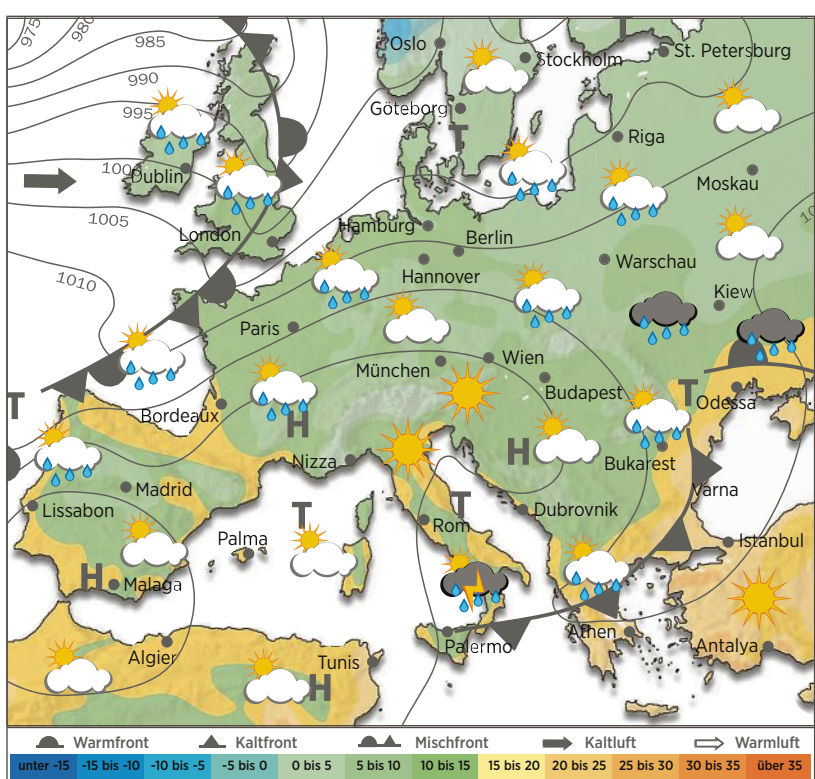 975
980
985
990
995
1000
1005
1010
10
Oslo
Stockholm
T
St. Petersburg
Göteborg
T
Riga
Dublin
Moskau
London
Hamburg
Berlin
Hannover
Warschau
Kiew
Paris
München
Wien
Budapest
T
T
Odessa
Bordeaux
H
Nizza
H
Bukarest
Madrid
Varna
Lissabon
T
T
Rom
Dubrovnik
Palma
Istanbul
H
Malaga
Algier
Tunis
H
Palermo
Athen
Antalya
Warmfront Kaltfront Mischfront Kaltluft Warmluft
unter -15 -15 bis -10 -10 bis -5 -5 bis 0 0 bis 5 5 bis 10 10 bis 15 15 bis 20 20 bis 25 25 bis 30 30 bis 35 über 35